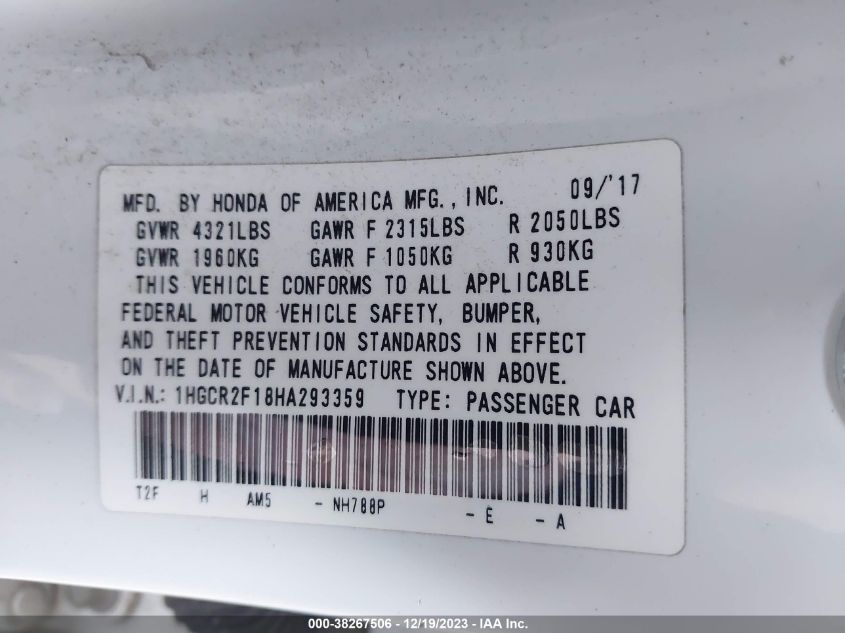 MFD. BY HONDA OF AMERICA MFG., INC. 09/'17
GVWR 4321LBS GAWR F 2315LBS R 2050LBS
GVWR 1960KG GAWR F 1050KG R 930KG
THIS VEHICLE CONFORMS TO ALL APPLICABLE
FEDERAL MOTOR VEHICLE SAFETY, BUMPER,
AND THEFT PREVENTION STANDARDS IN EFFECT
ON THE DATE OF MANUFACTURE SHOWN ABOVE.
V.I.N.: 1HGCR2F18HA293359 TYPE: PASSENGER CAR
T2F H AM5 - NH788P - E - A
000-38267506 - 12/19/2023 - IAA Inc.